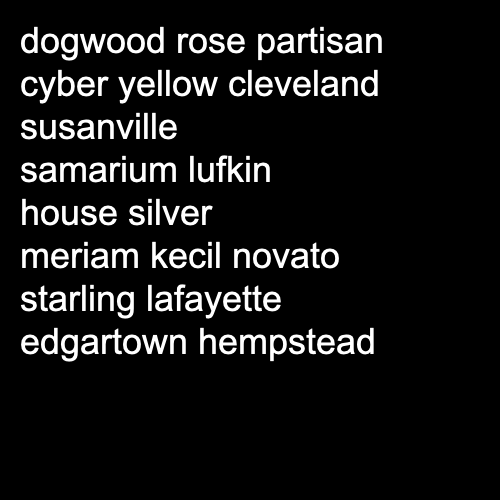 dogwood rose partisan
cyber yellow cleveland
susanville
samarium lufkin
house silver
meriam kecil novato
starling lafayette
edgartown hempstead